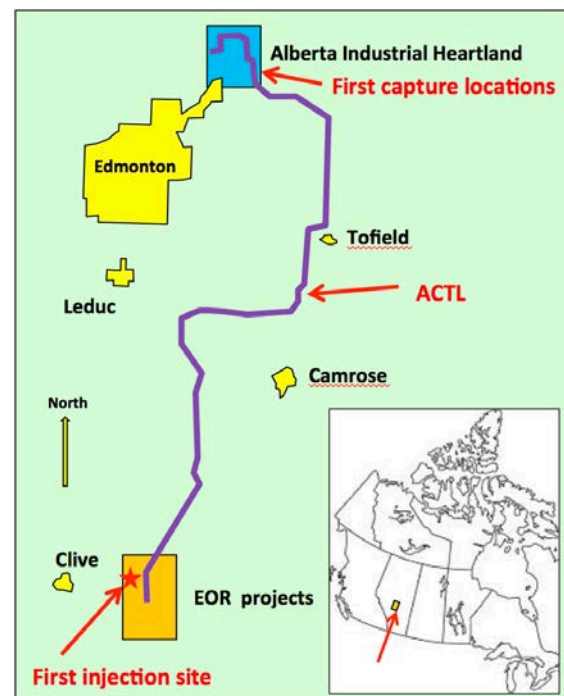 Alberta Industrial Heartland
First capture locations
Edmonton
Tofield
Leduc
ACTL
Camrose
North
Clive
EOR projects
First injection site